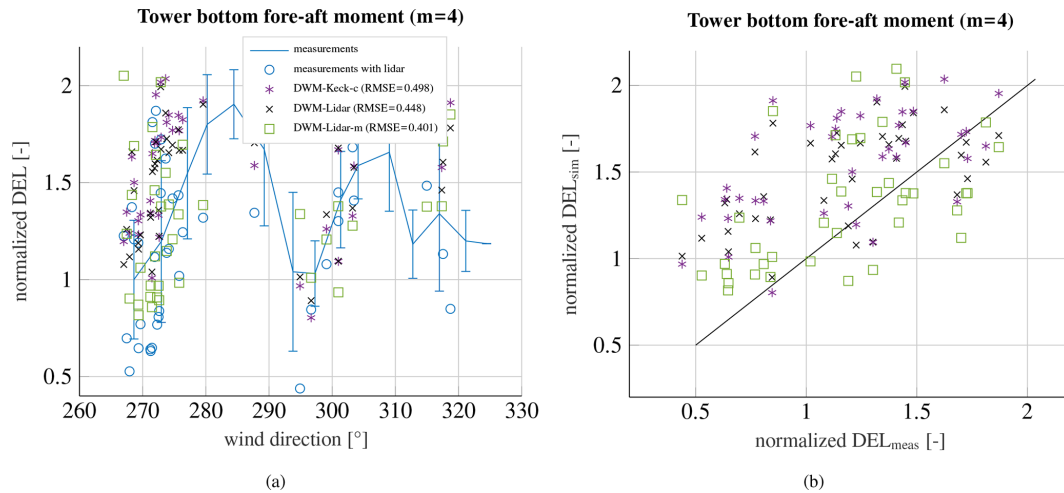 Tower bottom fore-aft moment (m=4)
measurements
measurements with lidar
DWM-Keck-c (RMSE=0.498)
DWM-Lidar (RMSE=0.448)
DWM-Lidar-m (RMSE=0.401)
normalized DEL [-]
2
1.5
1
0.5
260 270 280 290 300 310 320 330
wind direction [°]
(a)
Tower bottom fore-aft moment (m=4)
normalized DELsim [-]
2
1.5
1
0.5
0.5 1 1.5 2
normalized DELmeas [-]
(b)